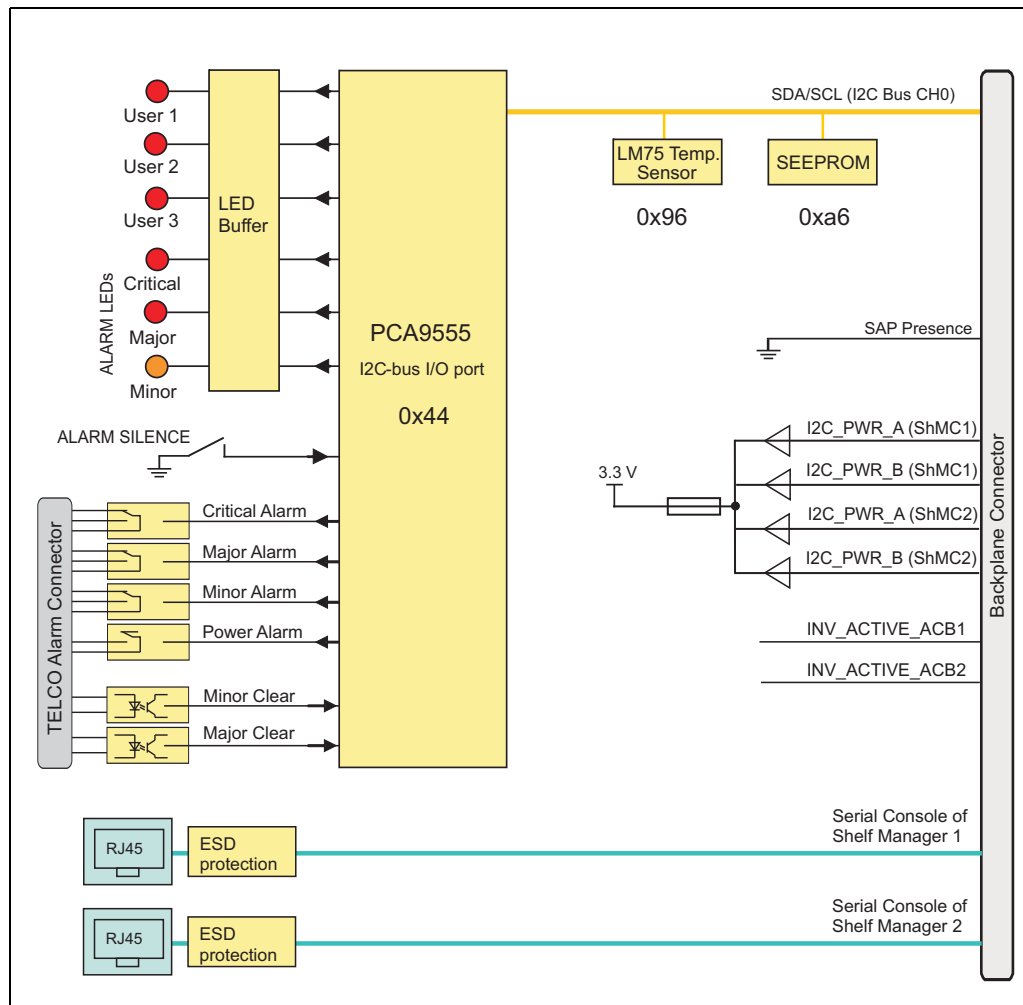 User 1
User 2
User 3
Critical
Major
Minor
ALARM LEDs
LED
Buffer
PCA9555
I2C-bus I/O port
0x44
SDA/SCL (I2C Bus CH0)
LM75 Temp.
Sensor
0x96
SEEPROM
0xa6
SAP Presence
ALARM SILENCE
3.3 V
I2C_PWR_A (ShMC1)
I2C_PWR_B (ShMC1)
I2C_PWR_A (ShMC2)
I2C_PWR_B (ShMC2)
Backplane Connector
TELCO Alarm Connector
Critical Alarm
Major Alarm
Minor Alarm
Power Alarm
Minor Clear
Major Clear
INV_ACTIVE_ACB1
INV_ACTIVE_ACB2
RJ45
ESD
protection
Serial Console of
Shelf Manager 1
RJ45
ESD
protection
Serial Console of
Shelf Manager 2